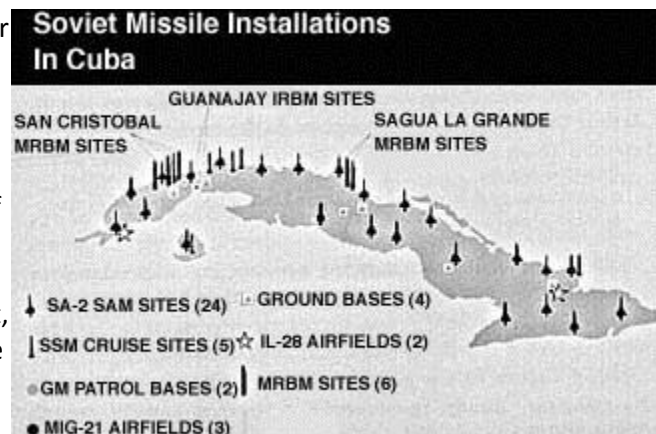 r
Soviet Missile Installations
In Cuba
GUANAJAY IRBM SITES
SAN CRISTOBAL
MRBM SITES
SAGUA LA GRANDE
MRBM SITES
SA-2 SAM SITES (24)
GROUND BASES (4)
SSM CRUISE SITES (5)
IL-28 AIRFIELDS (2)
GM PATROL BASES (2)
MRBM SITES (6)
MIG-21 AIRFIELDS (3)
e